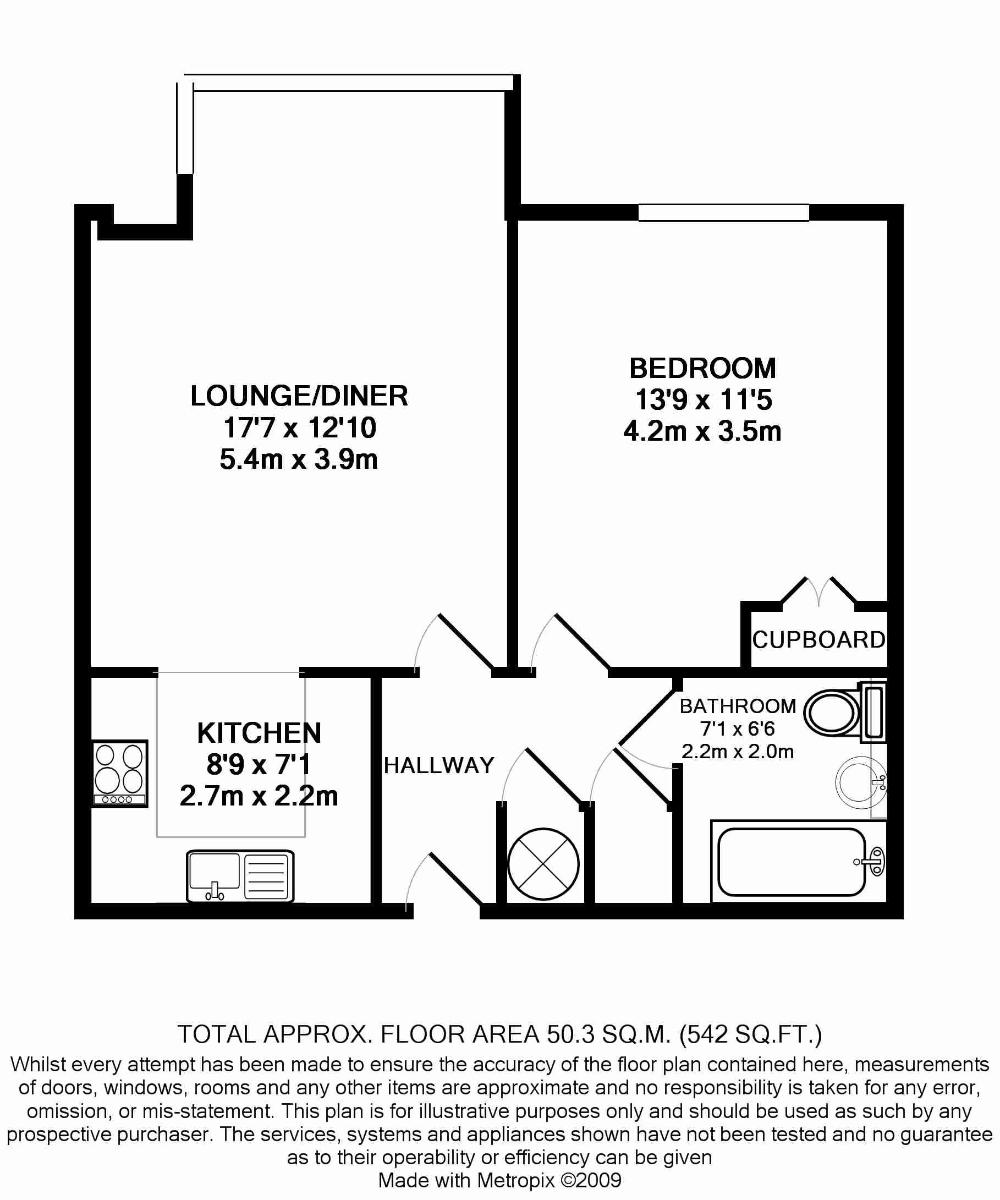 LOUNGE/DINER
17'7 x 12'10
5.4m x 3.9m
BEDROOM
13'9 x 11'5
4.2m x 3.5m
CUPBOARD
KITCHEN
8'9 x 7'1
2.7m x 2.2m
HALLWAY
BATHROOM
7'1 x 6'6
2.2m x 2.0m
TOTAL APPROX. FLOOR AREA 50.3 SQ.M. (542 SQ.FT.)
Whilst every attempt has been made to ensure the accuracy of the floor plan contained here, measurements
of doors, windows, rooms and any other items are approximate and no responsibility is taken for any error,
omission, or mis-statement. This plan is for illustrative purposes only and should be used as such by any
prospective purchaser. The services, systems and appliances shown have not been tested and no guarantee
as to their operability or efficiency can be given
Made with Metropix ©2009